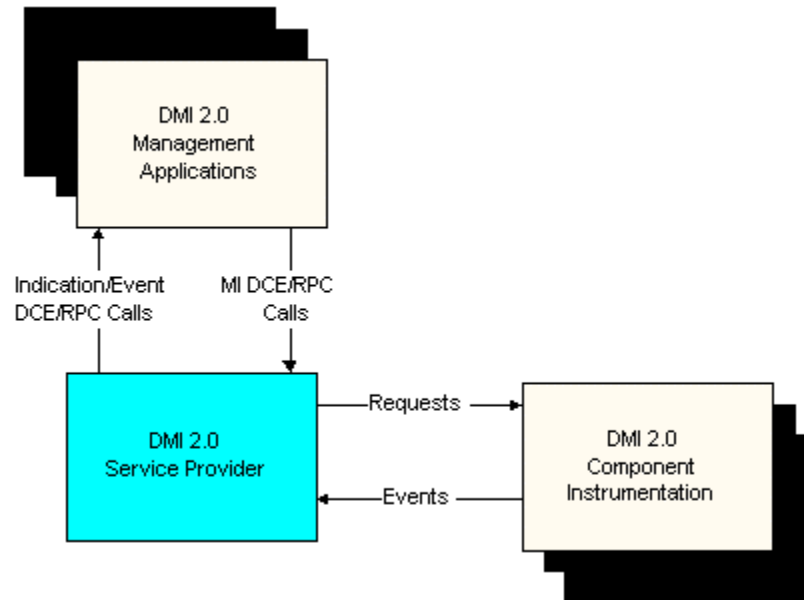 DMI 2.0
Management
Applications
Indication/Event
DCE/RPC Calls
MI DCE/RPC
Calls
DMI 2.0
Service Provider
Requests
Events
DMI 2.0
Component
Instrumentation